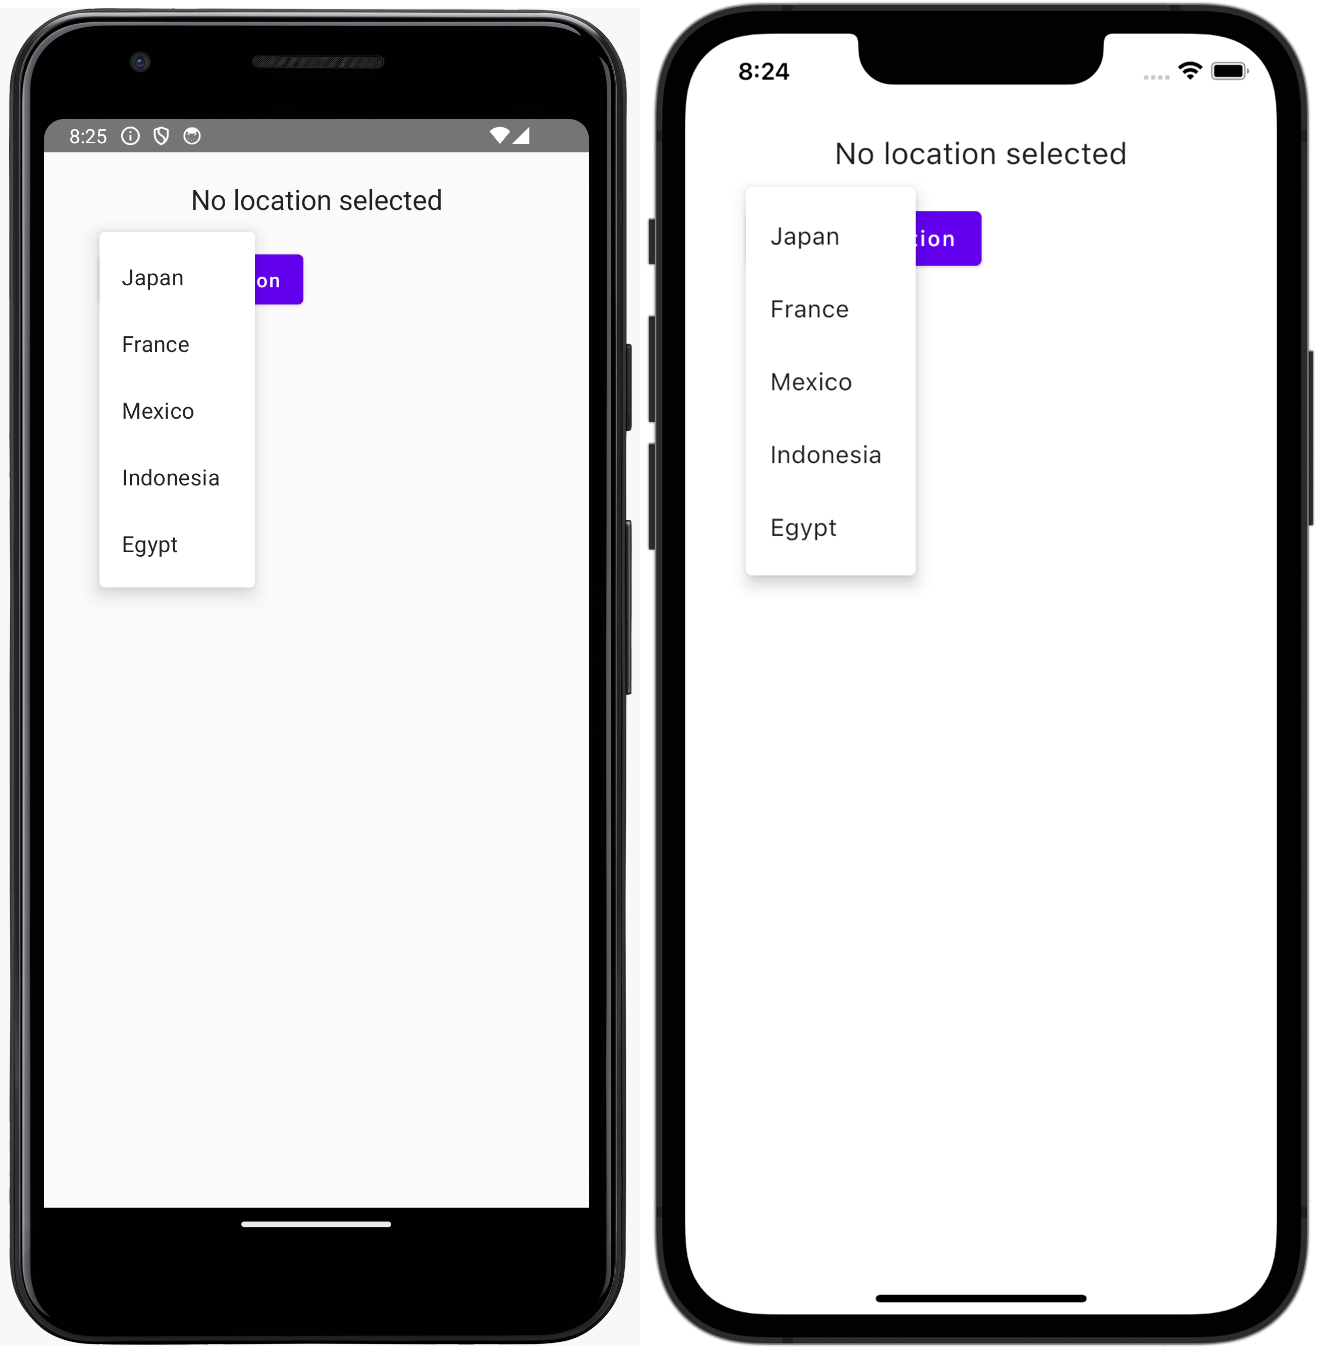 8:25
No location selected
on
Japan
France
Mexico
Indonesia
Egypt
8:24
No location selected
tion
Japan
France
Mexico
Indonesia
Egypt